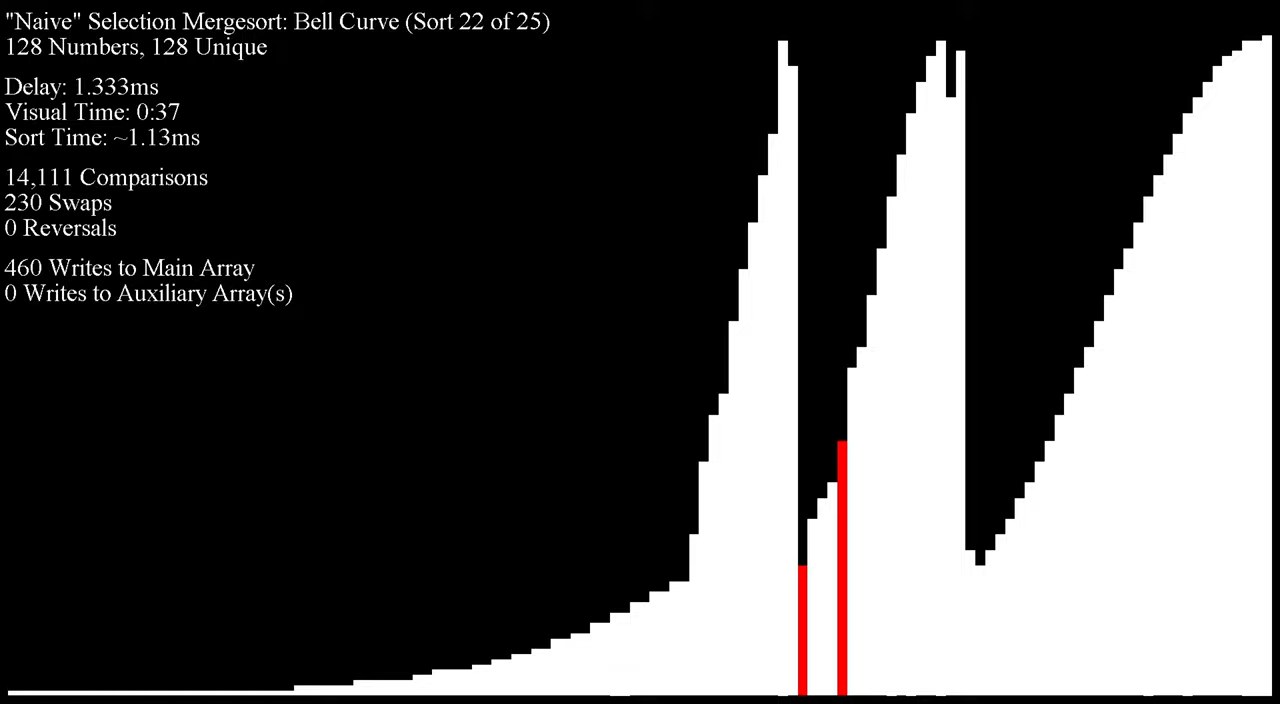 "Naive" Selection Mergesort: Bell Curve (Sort 22 of 25)
128 Numbers, 128 Unique
Delay: 1.333ms
Visual Time: 0:37
Sort Time: ~1.13ms
14,111 Comparisons
230 Swaps
0 Reversals
460 Writes to Main Array
0 Writes to Auxiliary Array(s)